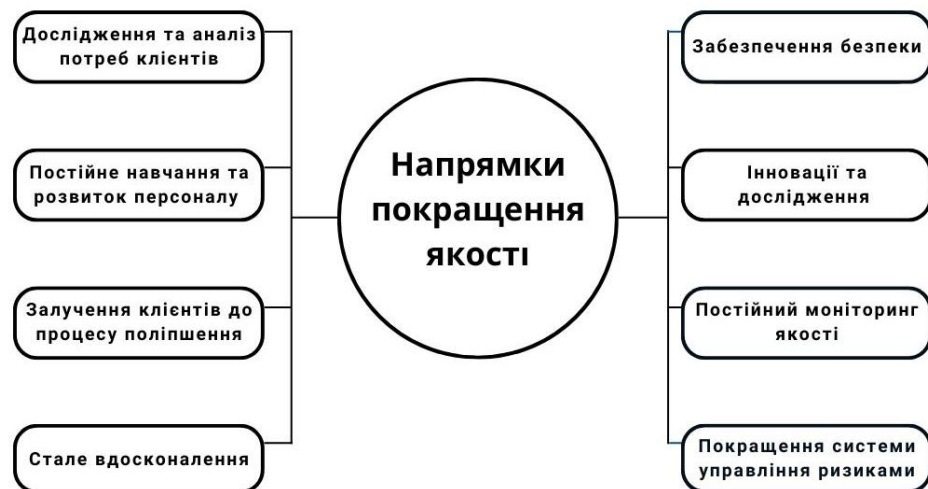 Дослідження та аналіз
потреб клієнтів
Постійне навчання та
розвиток персоналу
Залучення клієнтів до
процесу поліпшення
Стале вдосконалення
Напрямки
покращення
якості
Забезпечення безпеки
Інновації та
дослідження
Постійний моніторинг
якості
Покращення системи
управління ризиками